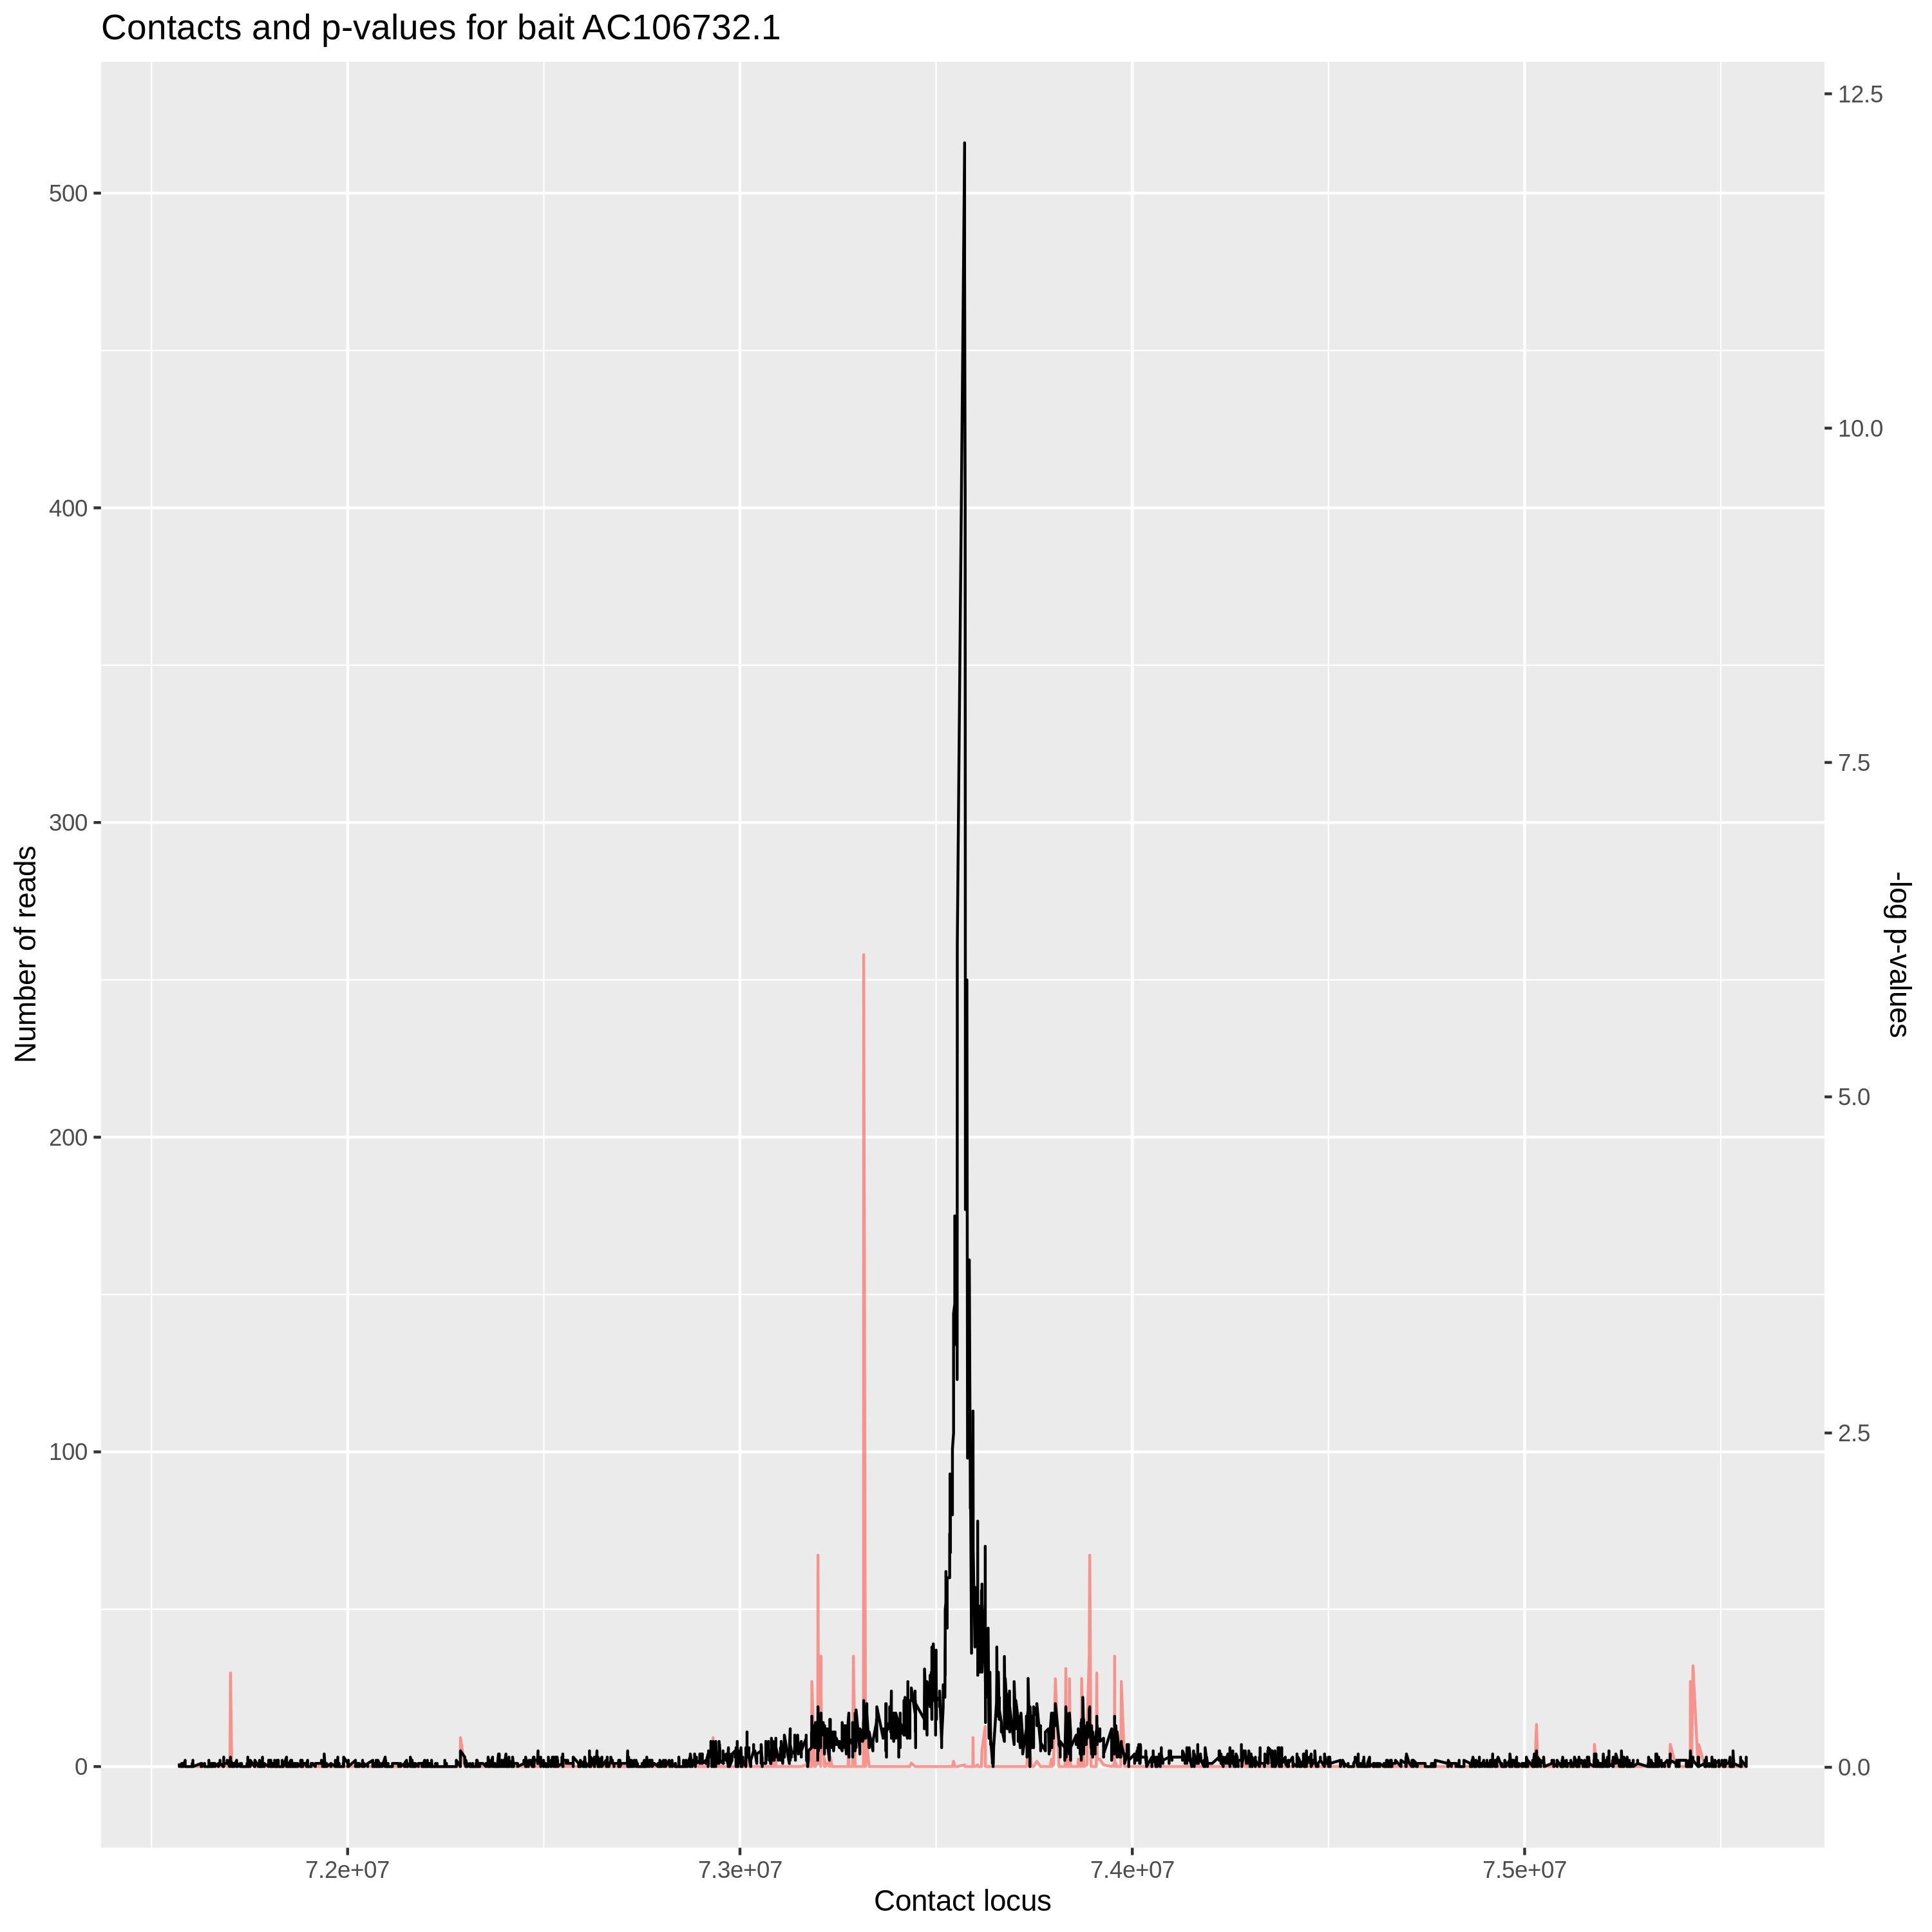 Contacts and p-values for bait AC106732.1
12.5
500
10.0
400
7.5
300
Number of reads
-log p-values
5.0
200
2.5
100
0
0.0
7.2e+07 7.3e+07 7.4e+07 7.5e+07
Contact locus